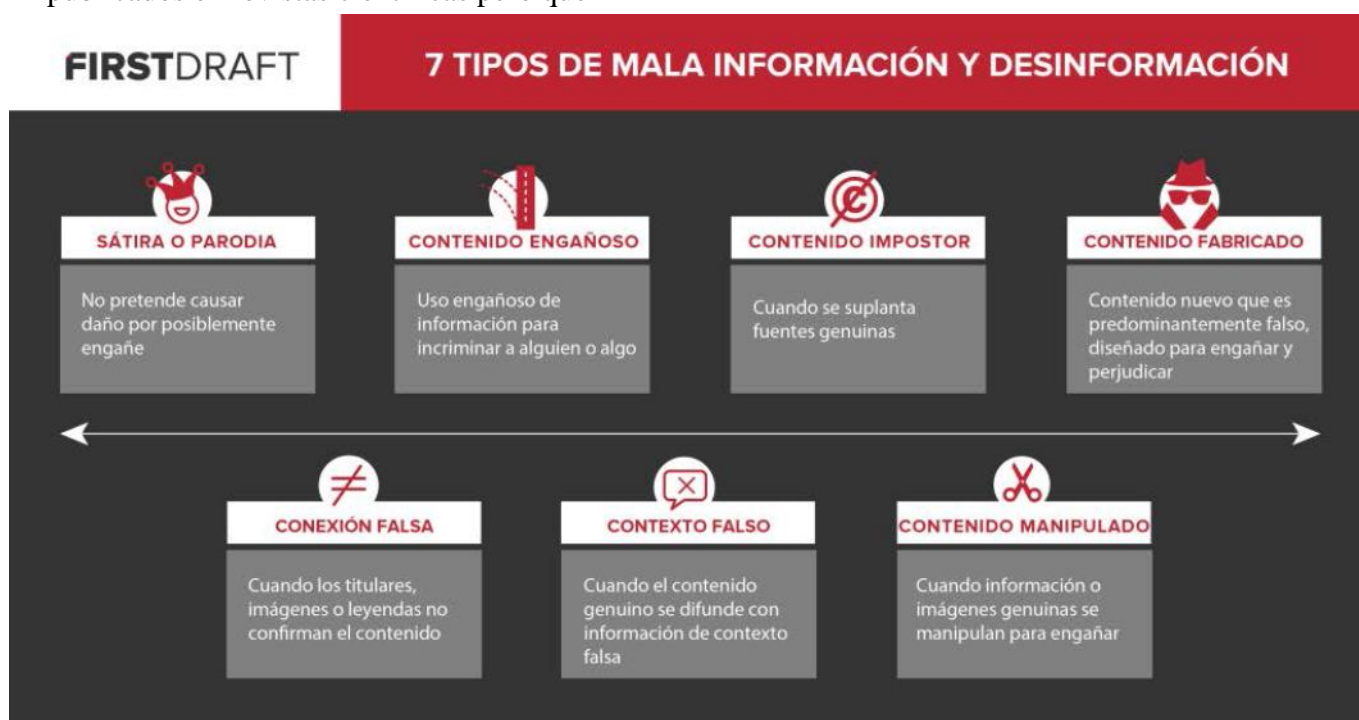 FIRSTDRAFT
7 TIPOS DE MALA INFORMACIÓN Y DESINFORMACIÓN
SÁTIRA O PARODIA
No pretende causar
daño por posiblemente
engañe
CONTENIDO ENGAÑOSO
Uso engañoso de
información para
incriminar a alguien o algo
CONTENIDO IMPOSTOR
Cuando se suplanta
fuentes genuinas
CONTENIDO FABRICADO
Contenido nuevo que es
predominantemente falso,
diseñado para engañar y
perjudicar
CONEXIÓN FALSA
Cuando los titulares,
imágenes o leyendas no
confirman el contenido
CONTEXTO FALSO
Cuando el contenido
genuino se difunde con
información de contexto
falsa
CONTENIDO MANIPULADO
Cuando información o
imágenes genuinas se
manipulan para engañar